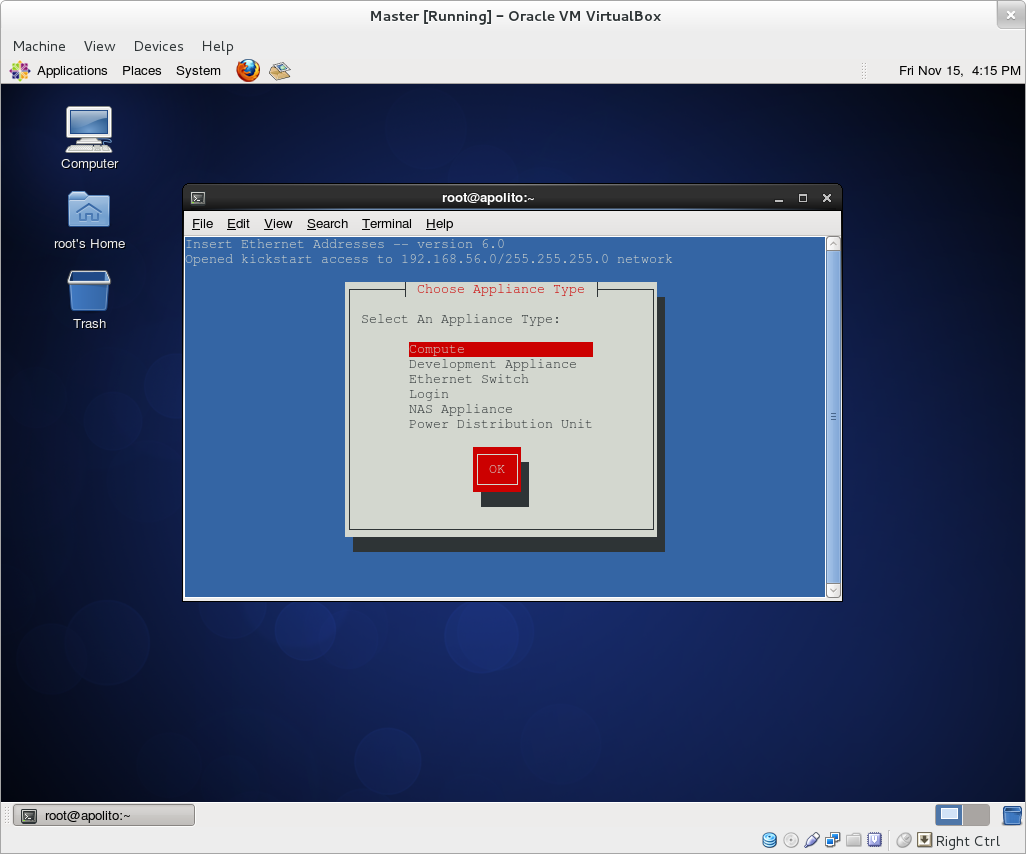 Master [Running] - Oracle VM VirtualBox
Machine View Devices Help
Applications Places System Fri Nov 15, 4:15 PM
Computer
root's Home
Trash
root@apolito:~
File Edit View Search Terminal Help
Insert Ethernet Addresses -- version 6.0
Opened kickstart access to 192.168.56.0/255.255.255.0 network
Choose Appliance Type
Select An Appliance Type:
Compute
Development Appliance
Ethernet Switch
Login
NAS Appliance
Power Distribution Unit
OK
root@apolito:~
Right Ctrl